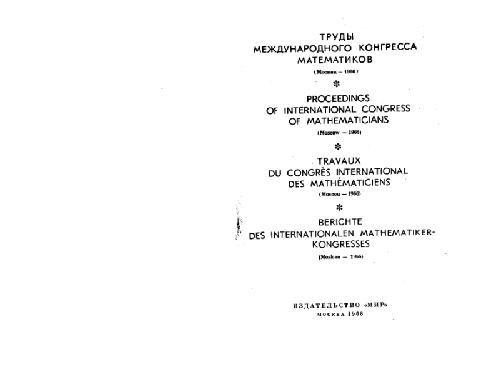 ТРУДЫ
МЕЖДУНАРОДНОГО КОНГРЕССА
МАТЕМАТИКОВ
(Москва — 1966)
*
PROCEEDINGS
OF INTERNATIONAL CONGRESS
OF MATHEMATICIANS
(Moscow — 1966)
*
TRAVAUX
DU CONGRÈS INTERNATIONAL
DES MATHÉMATICIENS
(Moscou — 1966)
*
BERICHTE
DES INTERNATIONALEN MATHEMATIKER-
KONGRESSES
(Moskau — 1966)
ИЗДАТЕЛЬСТВО «МИР»
МОСКВА 1968